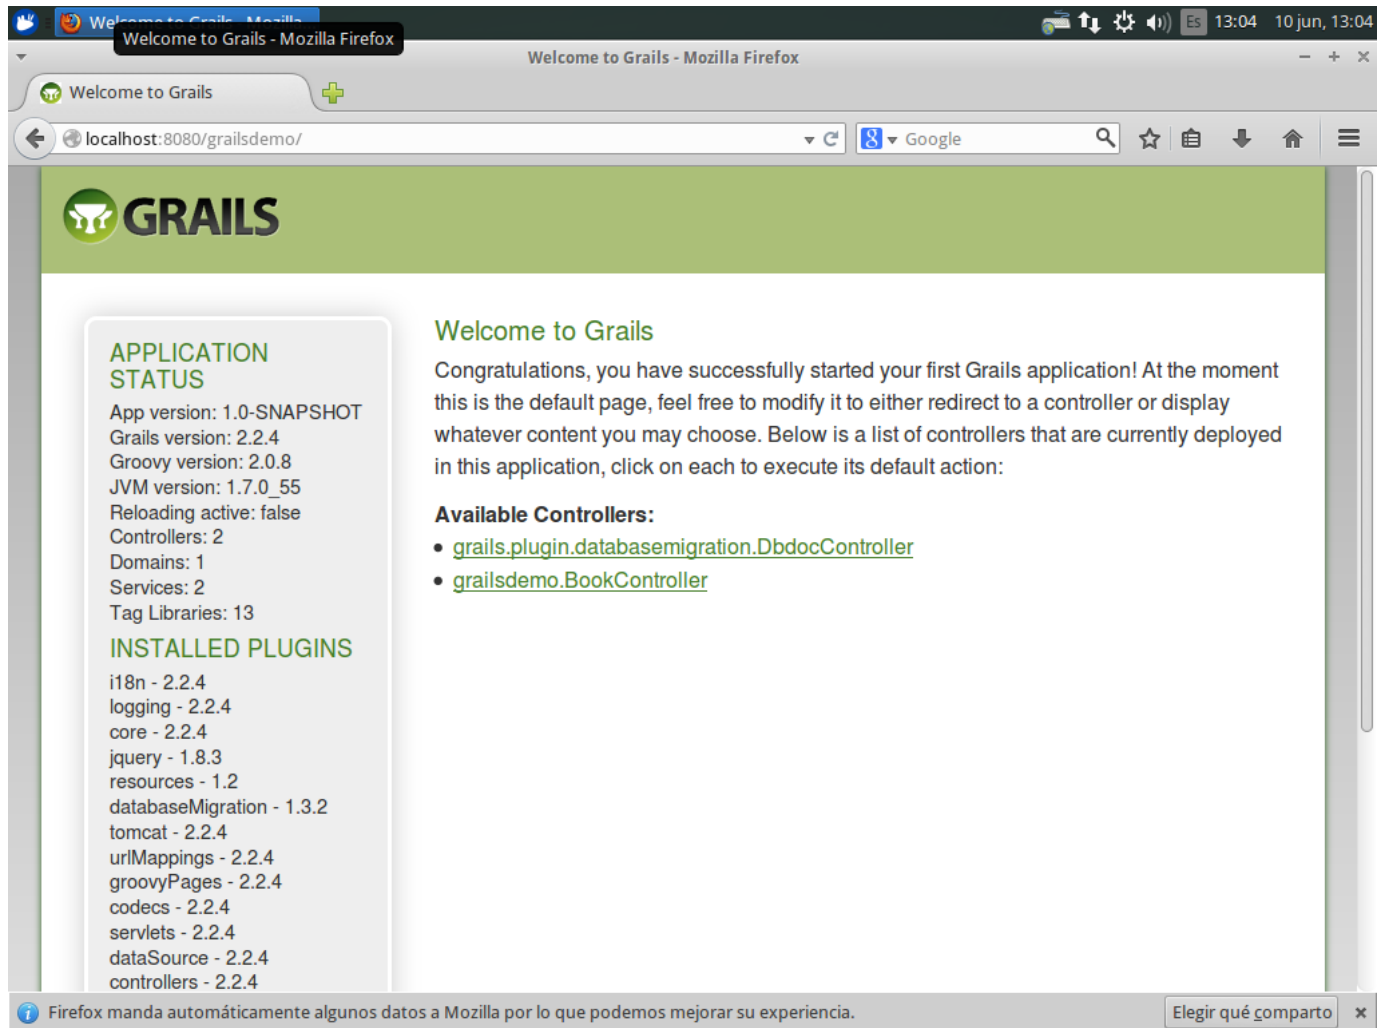 Welcome to Grails - Mozilla
Es 13:04 10 jun, 13:04
Welcome to Grails - Mozilla Firefox
Welcome to Grails - Mozilla Firefox
Welcome to Grails
localhost:8080/grailsdemo/
8 Google
GRAILS
APPLICATION
STATUS
App version: 1.0-SNAPSHOT
Grails version: 2.2.4
Groovy version: 2.0.8
JVM version: 1.7.0_55
Reloading active: false
Controllers: 2
Domains: 1
Services: 2
Tag Libraries: 13
INSTALLED PLUGINS
i18n - 2.2.4
logging - 2.2.4
core - 2.2.4
jquery - 1.8.3
resources - 1.2
databaseMigration - 1.3.2
tomcat - 2.2.4
urlMappings - 2.2.4
groovyPages - 2.2.4
codecs - 2.2.4
servlets - 2.2.4
dataSource - 2.2.4
controllers - 2.2.4
Welcome to Grails
Congratulations, you have successfully started your first Grails application! At the moment
this is the default page, feel free to modify it to either redirect to a controller or display
whatever content you may choose. Below is a list of controllers that are currently deployed
in this application, click on each to execute its default action:
Available Controllers:
grails.plugin.databasemigration.DbdocController
grailsdemo.BookController
Firefox manda automáticamente algunos datos a Mozilla por lo que podemos mejorar su experiencia.
Elegir qué comparto